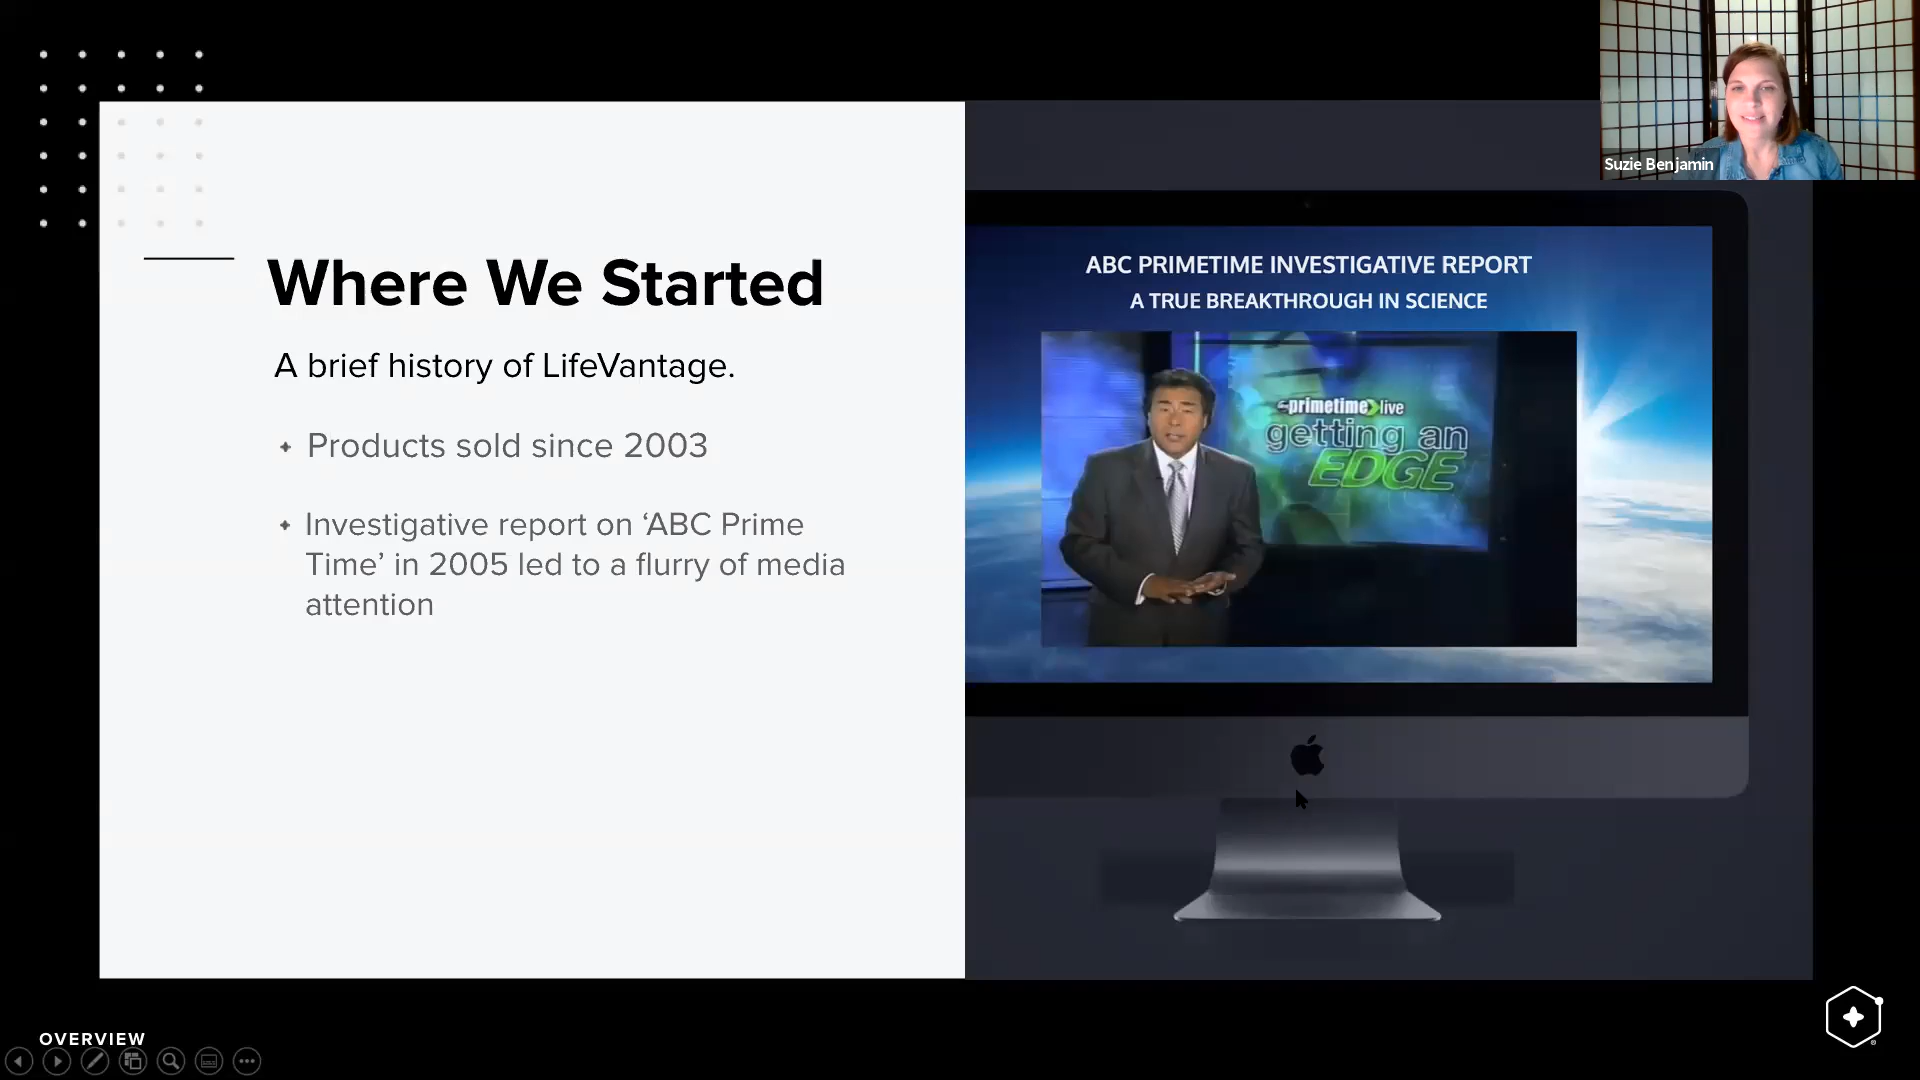 Suzie Benjamin
Where We Started
A brief history of LifeVantage.
Products sold since 2003
Investigative report on ‘ABC Prime
Time’ in 2005 led to a flurry of media
attention
ABC PRIMETIME INVESTIGATIVE REPORT
A TRUE BREAKTHROUGH IN SCIENCE
primetime live
getting an
EDGE
OVERVIEW